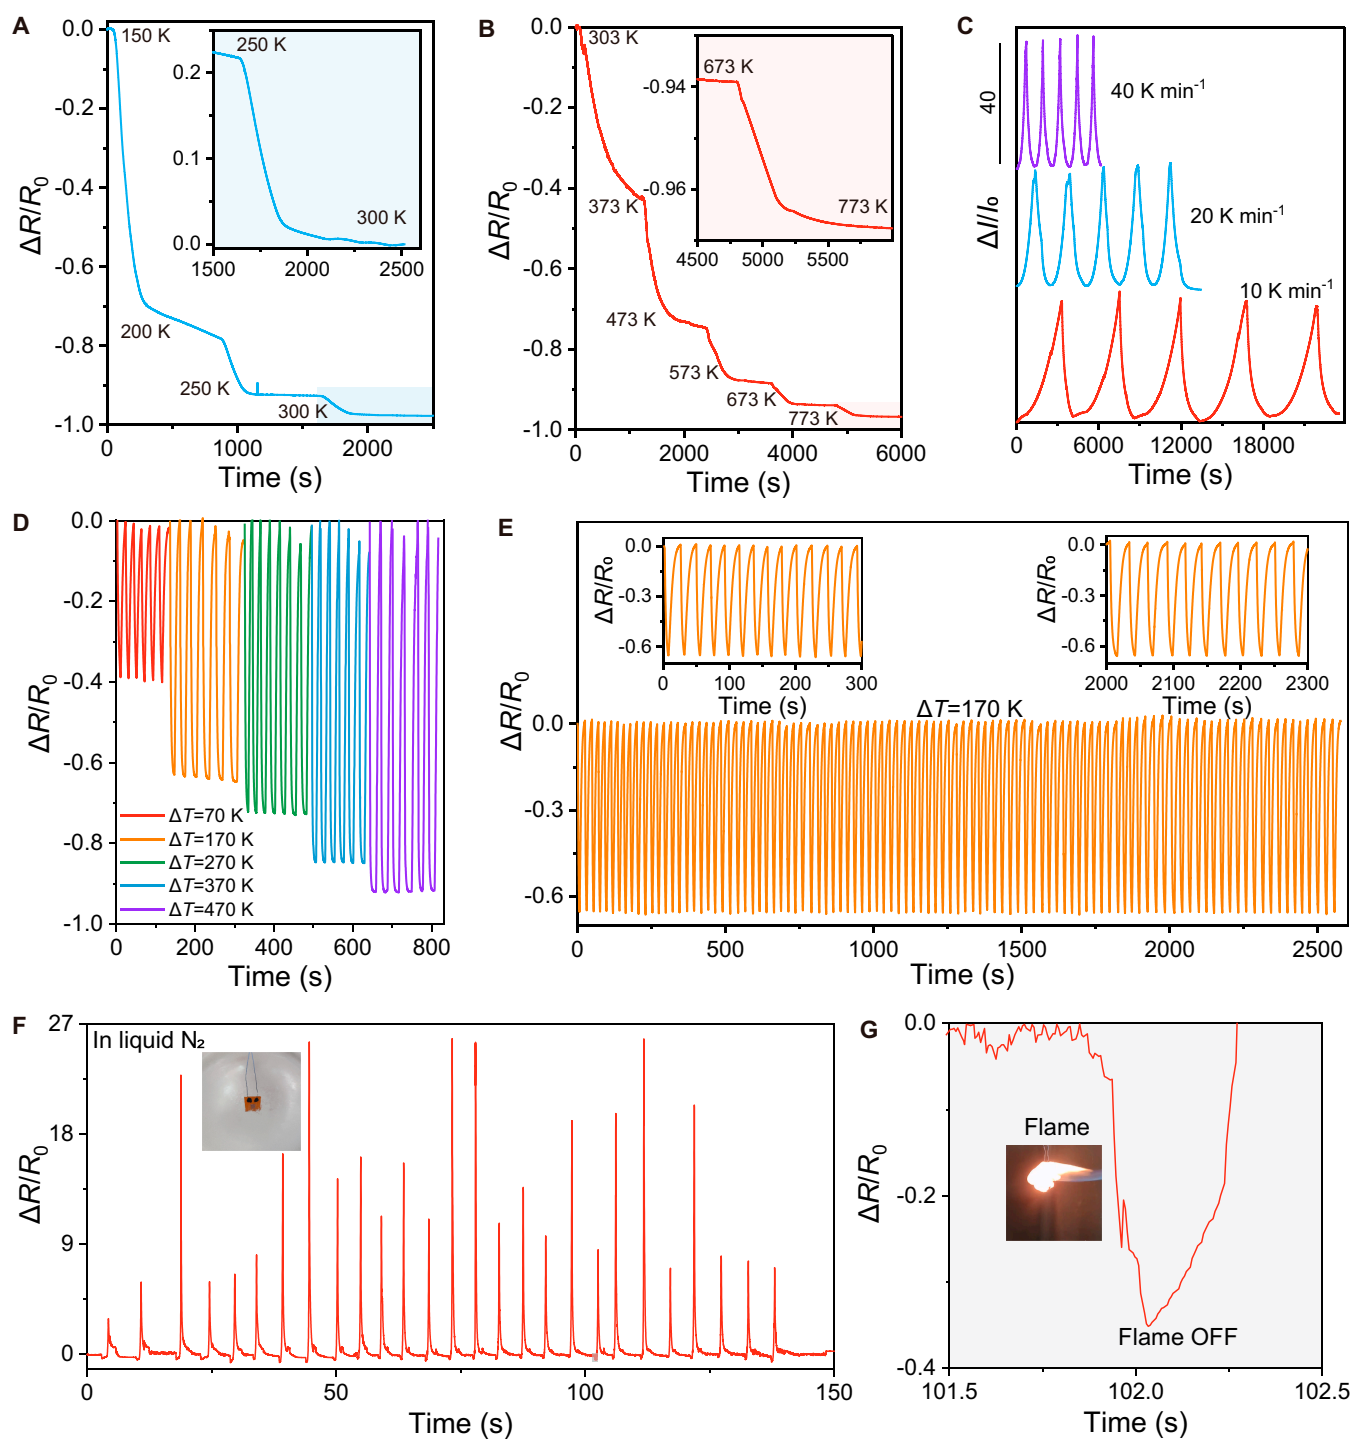 A
0.0
-0.2
-0.4
-0.6
-0.8
-1.0
ΔR/R0
150 K
200 K
250 K
300 K
0
1000
2000
Time (s)
250 K
300 K
0.2
0.1
0.0
1500
2000
2500
B
0.0
-0.2
-0.4
-0.6
-0.8
-1.0
ΔR/R0
303 K
373 K
473 K
573 K
673 K
773 K
0
2000
4000
6000
Time (s)
673 K
773 K
-0.94
-0.96
4500
5000
5500
C
ΔI/I0
40
40 K min-1
20 K min-1
10 K min-1
0
6000
12000
18000
Time (s)
D
0.0
-0.2
-0.4
-0.6
-0.8
-1.0
ΔR/R0
ΔT=70 K
ΔT=170 K
ΔT=270 K
ΔT=370 K
ΔT=470 K
0
200
400
600
800
Time (s)
E
ΔR/R0
0.0
-0.3
-0.6
0.0
-0.3
-0.6
ΔR/R0
0
100
200
300
Time (s)
0.0
-0.3
-0.6
ΔR/R0
2000
2100
2200
2300
Time (s)
ΔT=170 K
0
500
1000
1500
2000
2500
Time (s)
F
27
18
9
0
ΔR/R0
In liquid N2
0
50
100
150
Time (s)
G
0.0
-0.2
-0.4
ΔR/R0
Flame
Flame OFF
101.5
102.0
102.5
Time (s)